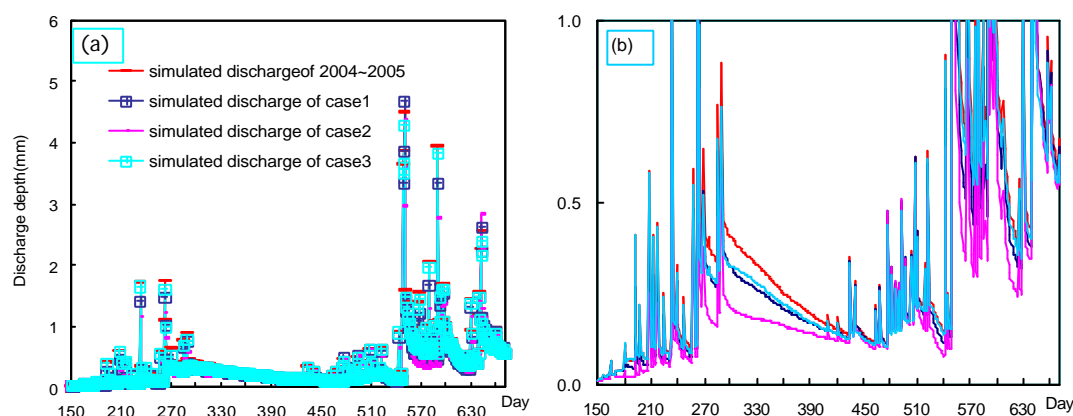 6
5
4
3
2
1
0
Discharge depth(mm)
(a)
simulated dischargeof 2004~2005
simulated discharge of case1
simulated discharge of case2
simulated discharge of case3
150 210 270 330 390 450 510 570 630 Day
1.0
0.5
0.0
(b)
150 210 270 330 390 450 510 570 630 Day